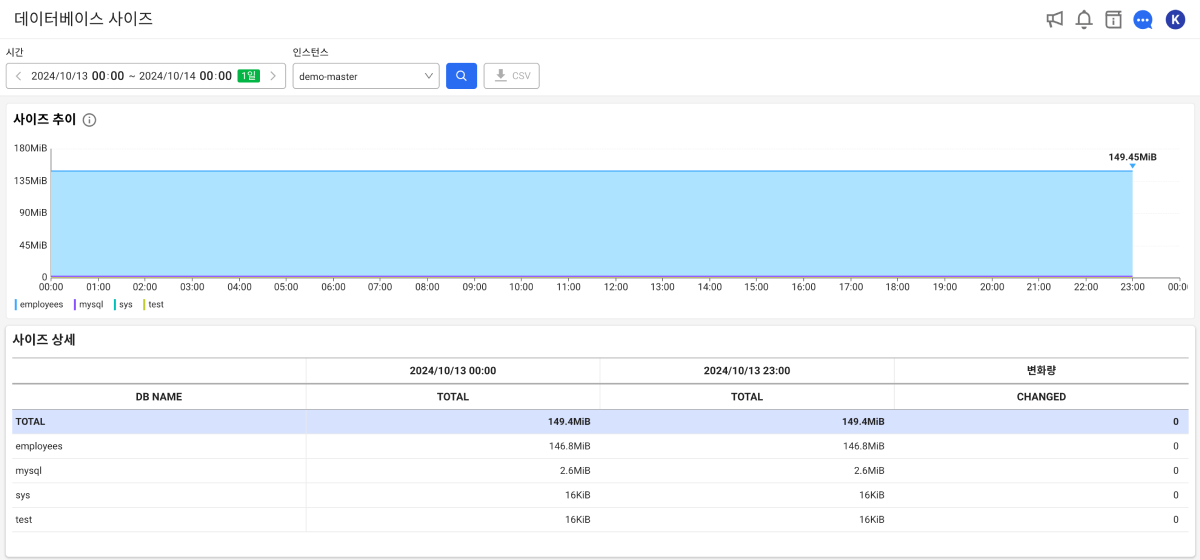 데이터베이스 사이즈
K
시간
인스턴스
2024/10/13 00:00 ~ 2024/10/14 00:00 1일
demo-master
CSV
사이즈 추이
180MiB
135MiB
90MiB
45MiB
0
149.45MiB
00:00 01:00 02:00 03:00 04:00 05:00 06:00 07:00 08:00 09:00 10:00 11:00 12:00 13:00 14:00 15:00 16:00 17:00 18:00 19:00 20:00 21:00 22:00 23:00 00:0
employees mysql sys test
사이즈 상세
2024/10/13 00:00 2024/10/13 23:00 변화량
DB NAME TOTAL TOTAL CHANGED
TOTAL 149.4MiB 149.4MiB 0
employees 146.8MiB 146.8MiB 0
mysql 2.6MiB 2.6MiB 0
sys 16KiB 16KiB 0
test 16KiB 16KiB 0